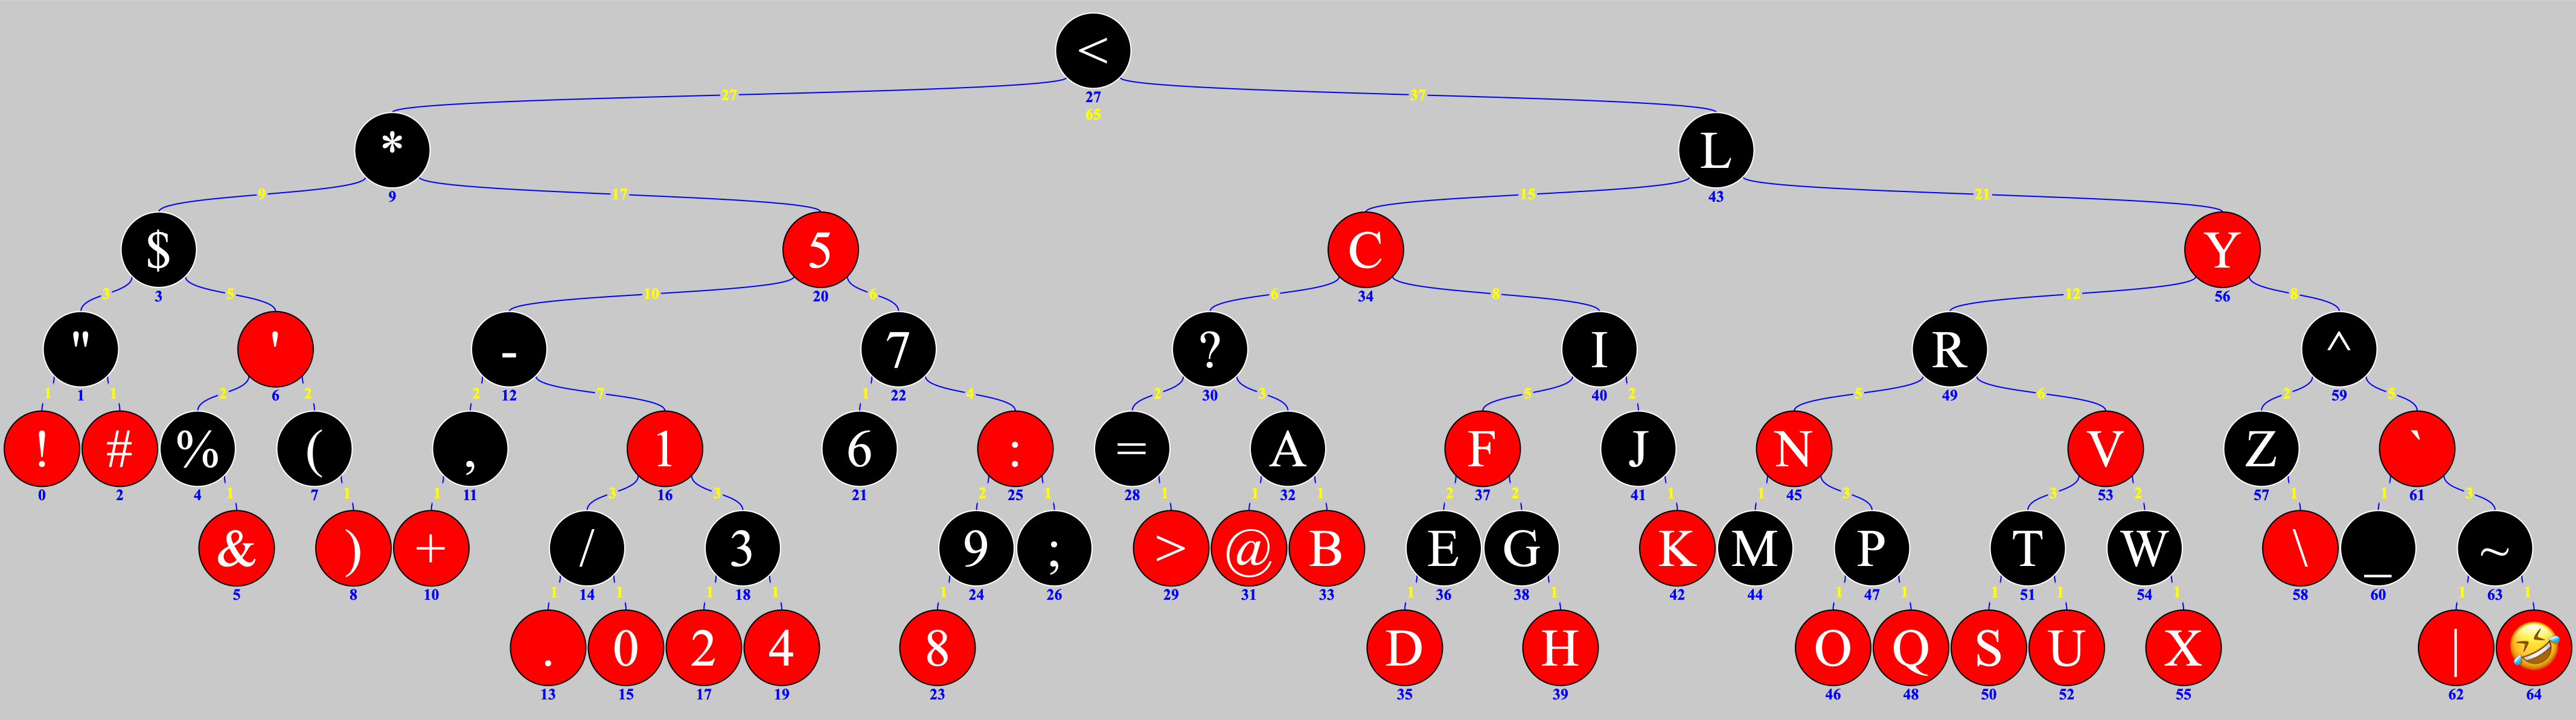 <
27 27 37
65
* L
9 17 9 15 43 21
$ 5 C Y
3 3 5 10 20 6 6 34 8 12 56 8
" ' - 7 ? I R ^
1 1 1 2 6 2 2 12 7 1 22 4 2 30 3 5 40 2 5 49 6 2 59 5
! # % ( , 1 6 : = A F J N V Z `
0 2 4 1 7 1 1 11 3 16 3 21 2 25 1 28 1 1 32 1 2 37 2 41 1 1 45 3 3 53 2 57 1 1 61 3
& ) + / 3 9 ; > @ B E G K M P T W \ _ ~
5 8 10 1 14 1 1 18 1 1 24 26 29 31 33 1 36 38 1 42 44 1 47 1 1 51 1 54 1 58 60 1 63 1
. 0 2 4 8 D H O Q S U X | 🤣
13 15 17 19 23 35 39 46 48 50 52 55 62 64